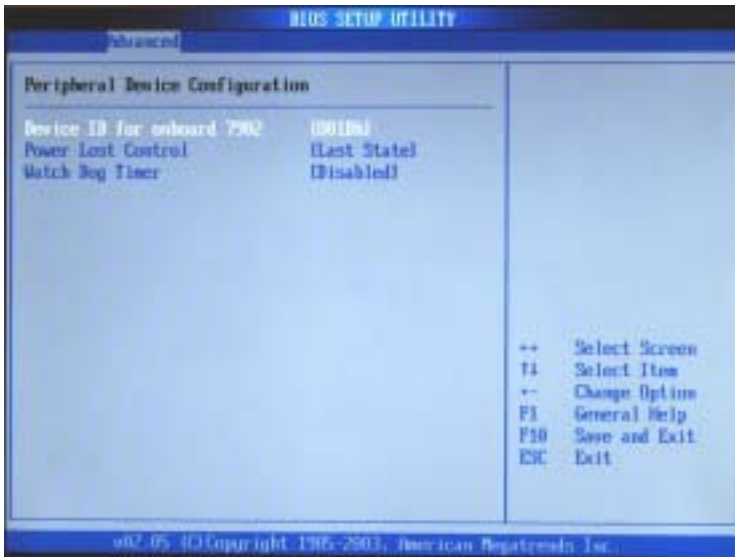 BIOS SETUP UTILITY
Advanced
Peripheral Device Configuration
Device ID for onboard 7902
Power Lost Control [Last State]
Watch Dog Timer [Disabled]
↔ Select Screen
↑↓ Select Item
+- Change Option
F1 General Help
F10 Save and Exit
ESC Exit
v02.05 (C)Copyright 1985-2003, American Megatrends Inc.